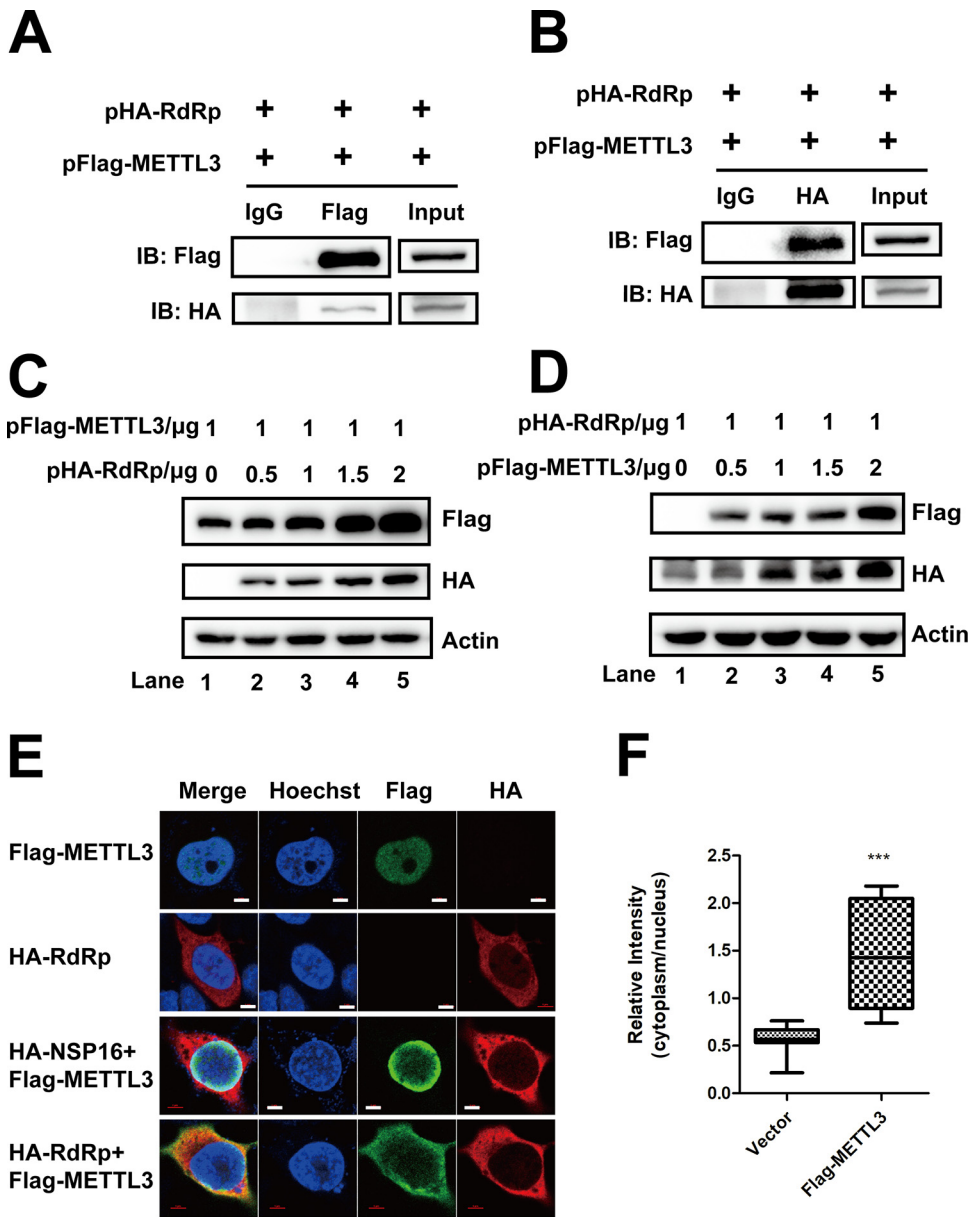 A
pHA-RdRp + + +
pFlag-METTL3 + + +
IgG Flag Input
IB: Flag
IB: HA
B
pHA-RdRp + + +
pFlag-METTL3 + + +
IgG HA Input
IB: Flag
IB: HA
C
pFlag-METTL3/µg 1 1 1 1 1
pHA-RdRp/µg 0 0.5 1 1.5 2
Flag
HA
Actin
Lane 1 2 3 4 5
D
pHA-RdRp/µg 1 1 1 1 1
pFlag-METTL3/µg 0 0.5 1 1.5 2
Flag
HA
Actin
Lane 1 2 3 4 5
E
Merge Hoechst Flag HA
Flag-METTL3
HA-RdRp
HA-NSP16+
Flag-METTL3
HA-RdRp+
Flag-METTL3
F
Relative Intensity
(cytoplasm/nucleus)
2.5
2.0
1.5
1.0
0.5
0.0
***
Vector
Flag-METTL3